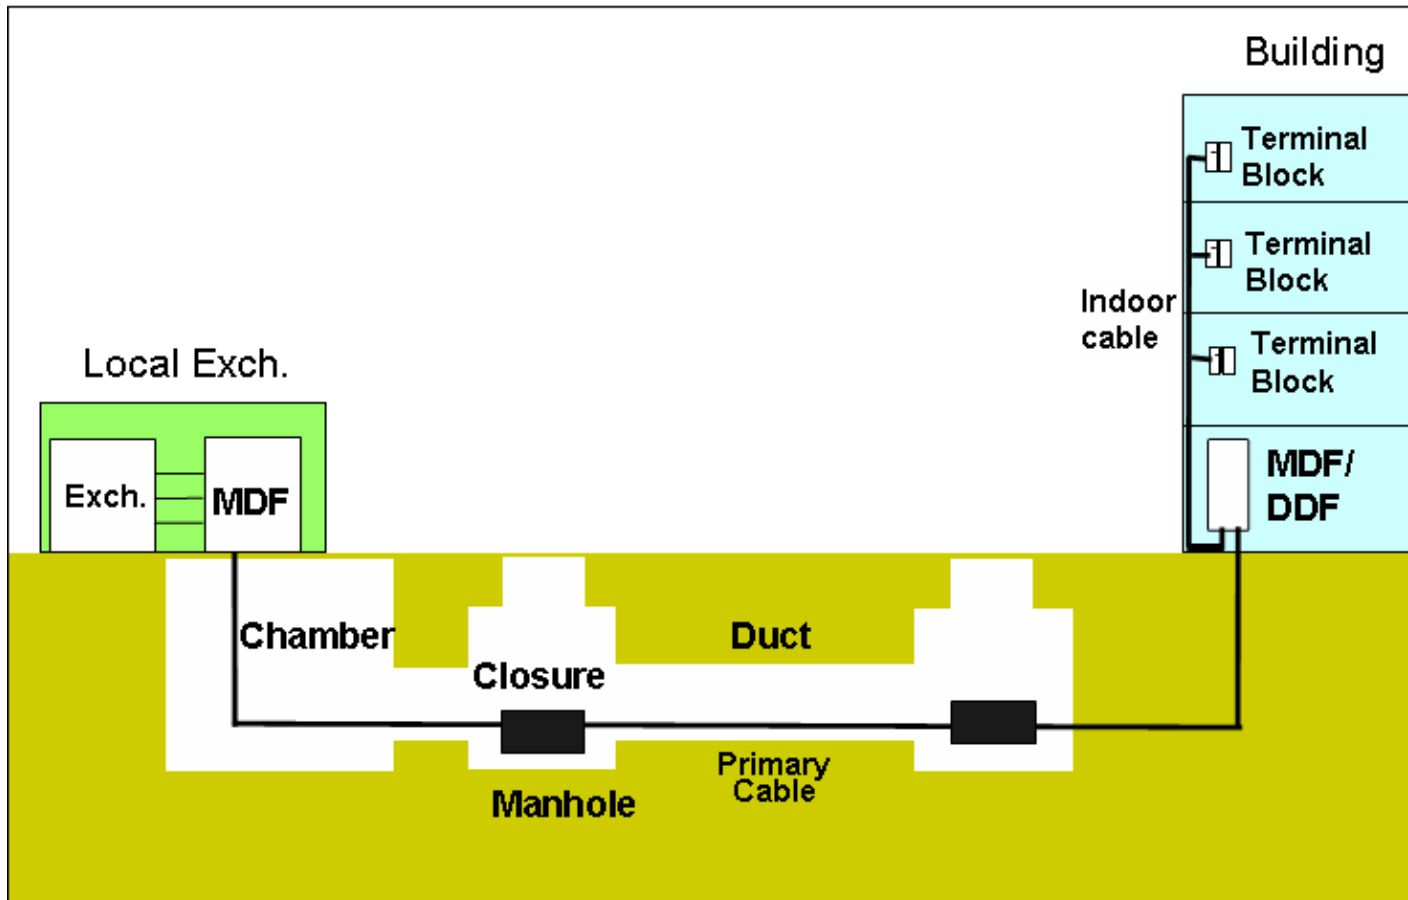 Building
Terminal
Block
Terminal
Block
Indoor
cable
Terminal
Block
Local Exch.
MDF/
DDF
Exch.
MDF
Chamber
Duct
Closure
Primary
Cable
Manhole